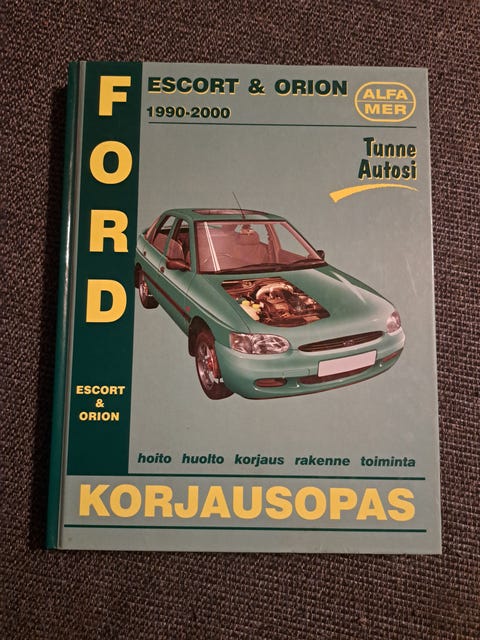 FORD
ESCORT & ORION
1990-2000
ALFA
MER
Tunne
Autosi
ESCORT
&
ORION
hoito huolto korjaus rakenne toiminta
KORJAUSOPAS